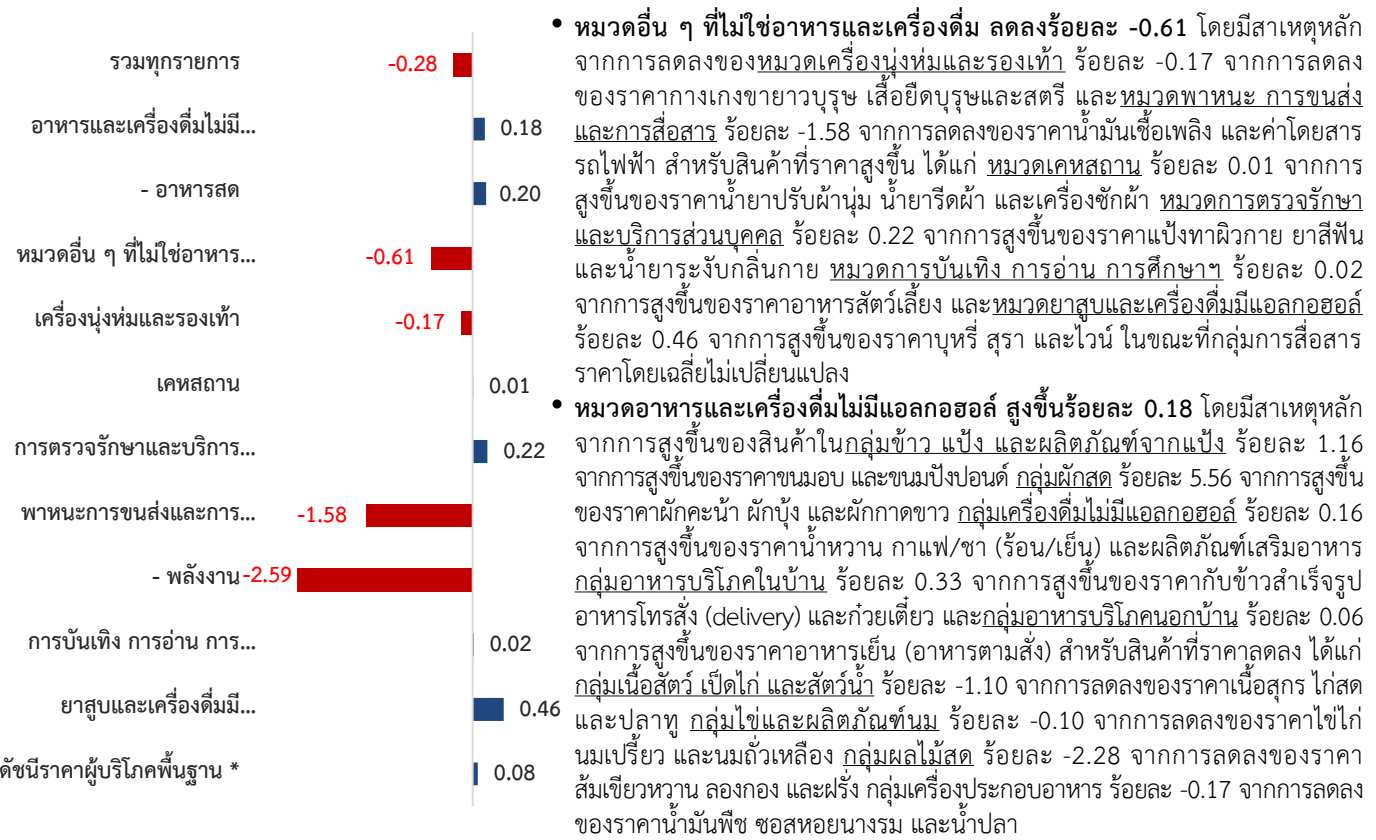 รวมทุกรายการ
-0.28
อาหารและเครื่องดื่มไม่มี...
0.18
- อาหารสด
0.20
หมวดอื่น ๆ ที่ไม่ใช่อาหาร...
-0.61
เครื่องนุ่งห่มและรองเท้า
-0.17
เคหสถาน
0.01
การตรวจรักษาและบริการ...
0.22
พาหนะการขนส่งและการ...
-1.58
- พลังงาน
-2.59
การบันเทิง การอ่าน การ...
0.02
ยาสูบและเครื่องดื่มมี...
0.46
ดัชนีราคาผู้บริโภคพื้นฐาน *
0.08
• หมวดอื่น ๆ ที่ไม่ใช่อาหารและเครื่องดื่ม ลดลงร้อยละ -0.61 โดยมีสาเหตุหลัก
จากการลดลงของหมวดเครื่องนุ่งห่มและรองเท้า ร้อยละ -0.17 จากการลดลง
ของราคากางเกงขายาวบุรุษ เสื้อยืดบุรุษและสตรี และหมวดพาหนะ การขนส่ง
และการสื่อสาร ร้อยละ -1.58 จากการลดลงของราคาน้ำมันเชื้อเพลิง และค่าโดยสาร
รถไฟฟ้า สำหรับสินค้าที่ราคาสูงขึ้น ได้แก่ หมวดเคหสถาน ร้อยละ 0.01 จากการ
สูงขึ้นของราคาน้ำยาปรับผ้านุ่ม น้ำยารีดผ้า และเครื่องซักผ้า หมวดการตรวจรักษา
และบริการส่วนบุคคล ร้อยละ 0.22 จากการสูงขึ้นของราคาแป้งทาผิวกาย ยาสีฟัน
และน้ำยาระงับกลิ่นกาย หมวดการบันเทิง การอ่าน การศึกษาฯ ร้อยละ 0.02
จากการสูงขึ้นของราคาอาหารสัตว์เลี้ยง และหมวดยาสูบและเครื่องดื่มมีแอลกอฮอล์
ร้อยละ 0.46 จากการสูงขึ้นของราคาบุหรี่ สุรา และไวน์ ในขณะที่กลุ่มการสื่อสาร
ราคาโดยเฉลี่ยไม่เปลี่ยนแปลง
• หมวดอาหารและเครื่องดื่มไม่มีแอลกอฮอล์ สูงขึ้นร้อยละ 0.18 โดยมีสาเหตุหลัก
จากการสูงขึ้นของสินค้าในกลุ่มข้าว แป้ง และผลิตภัณฑ์จากแป้ง ร้อยละ 1.16
จากการสูงขึ้นของราคาขนมอบ และขนมปังปอนด์ กลุ่มผักสด ร้อยละ 5.56 จากการสูงขึ้น
ของราคาผักคะน้า ผักบุ้ง และผักกาดขาว กลุ่มเครื่องดื่มไม่มีแอลกอฮอล์ ร้อยละ 0.16
จากการสูงขึ้นของราคาน้ำหวาน กาแฟ/ชา (ร้อน/เย็น) และผลิตภัณฑ์เสริมอาหาร
กลุ่มอาหารบริโภคในบ้าน ร้อยละ 0.33 จากการสูงขึ้นของราคากับข้าวสำเร็จรูป
อาหารโทรสั่ง (delivery) และก๋วยเตี๋ยว และกลุ่มอาหารบริโภคนอกบ้าน ร้อยละ 0.06
จากการสูงขึ้นของราคาอาหารเย็น (อาหารตามสั่ง) สำหรับสินค้าที่ราคาลดลง ได้แก่
กลุ่มเนื้อสัตว์ เป็ดไก่ และสัตว์น้ำ ร้อยละ -1.10 จากการลดลงของราคาเนื้อสุกร ไก่สด
และปลาทู กลุ่มไข่และผลิตภัณฑ์นม ร้อยละ -0.10 จากการลดลงของราคาไข่ไก่
นมเปรี้ยว และนมถั่วเหลือง กลุ่มผลไม้สด ร้อยละ -2.28 จากการลดลงของราคา
ส้มเขียวหวาน ลองกอง และฝรั่ง กลุ่มเครื่องประกอบอาหาร ร้อยละ -0.17 จากการลดลง
ของราคาน้ำมันพืช ซอสหอยนางรม และน้ำปลา